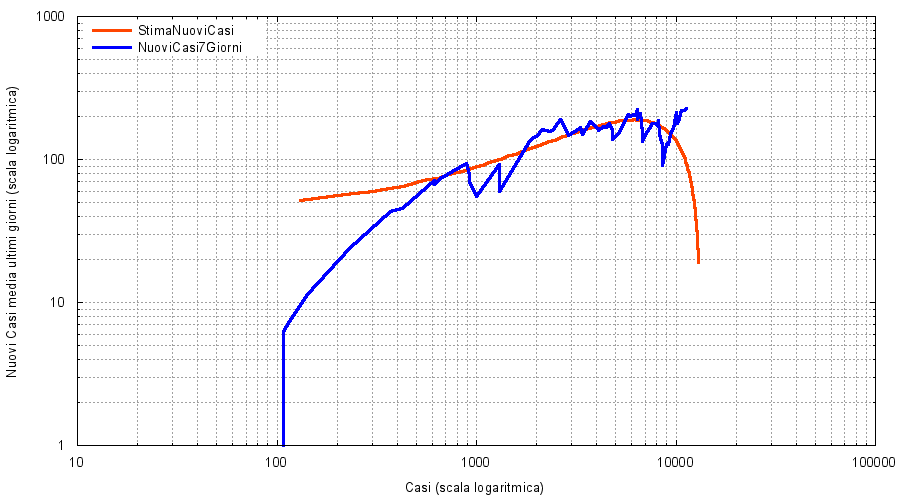 1000
StimaNuoviCasi
NuoviCasi7Giorni
100
10
1
10
100
1000
10000
100000
Nuovi Casi media ultimi giorni (scala logaritmica)
Casi (scala logaritmica)